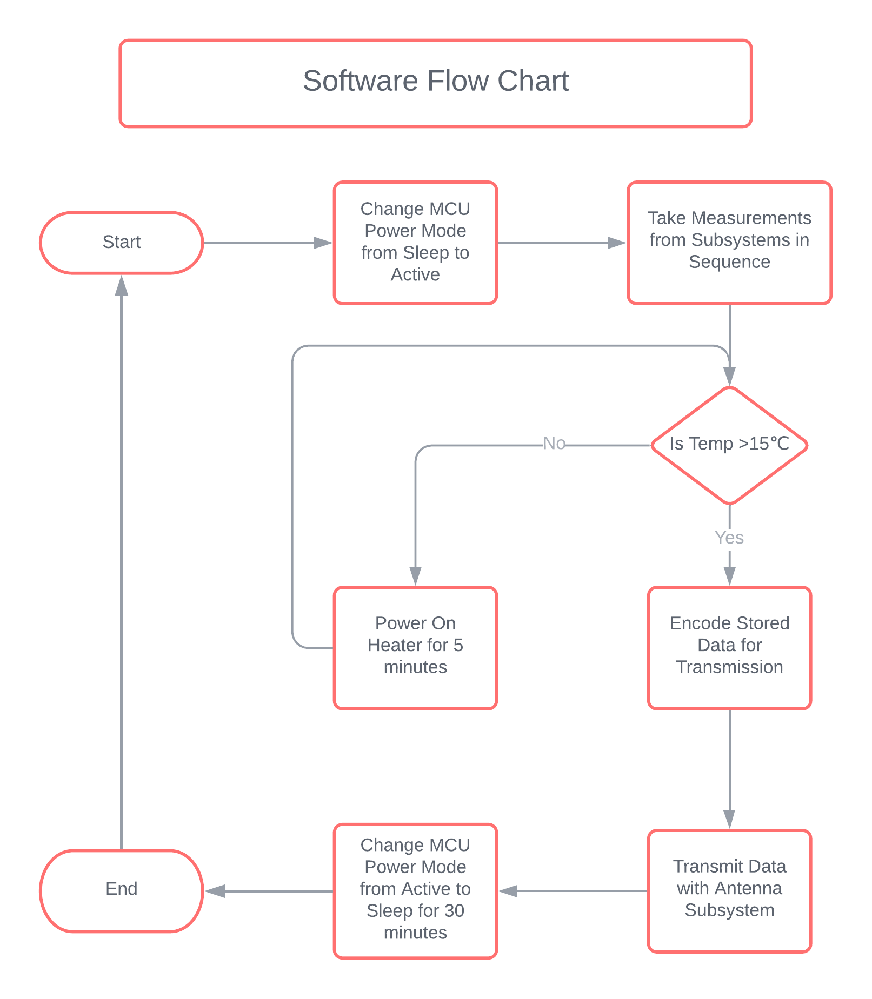 Software Flow Chart
Start
Change MCU
Power Mode
from Sleep to
Active
Take Measurements
from Subsystems in
Sequence
Is Temp >15℃
No
Yes
Power On
Heater for 5
minutes
Encode Stored
Data for
Transmission
Transmit Data
with Antenna
Subsystem
Change MCU
Power Mode
from Active to
Sleep for 30
minutes
End